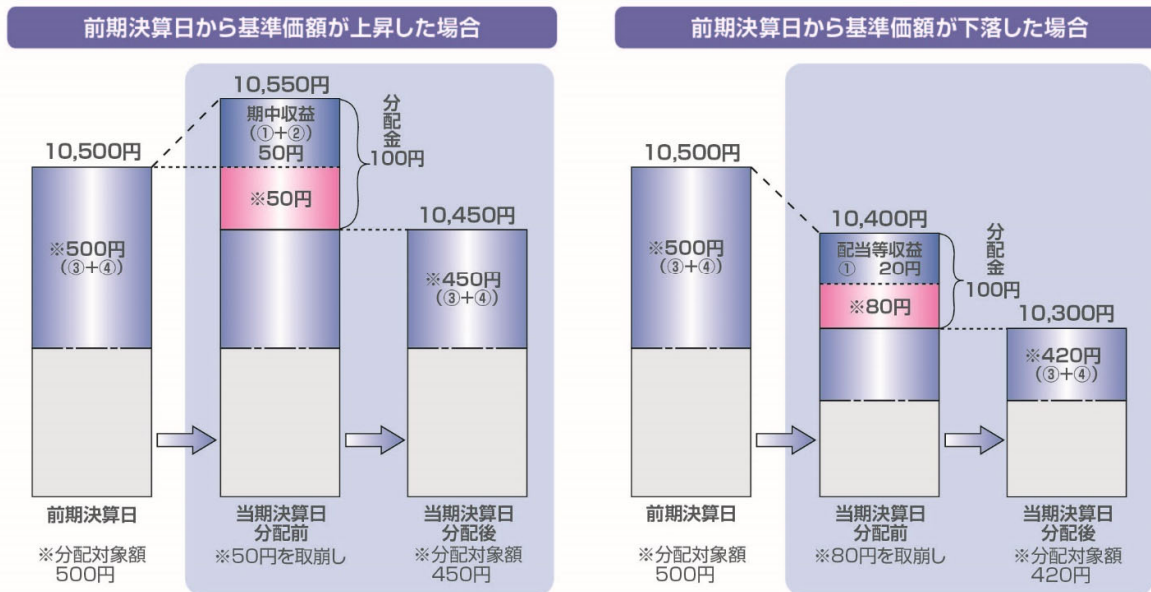 前期決算日から基準価額が上昇した場合
10,550円
期中収益
(①+②)
50円
分配金
100円
10,500円
※50円
10,450円
※500円
(③+④)
※450円
(③+④)
前期決算日
当期決算日
分配前
当期決算日
分配後
※分配対象額
500円
※50円を取崩し
※分配対象額
450円
前期決算日から基準価額が下落した場合
10,500円
10,400円
配当等収益
① 20円
分配金
100円
※500円
(③+④)
※80円
10,300円
※420円
(③+④)
前期決算日
当期決算日
分配前
当期決算日
分配後
※分配対象額
500円
※80円を取崩し
※分配対象額
420円